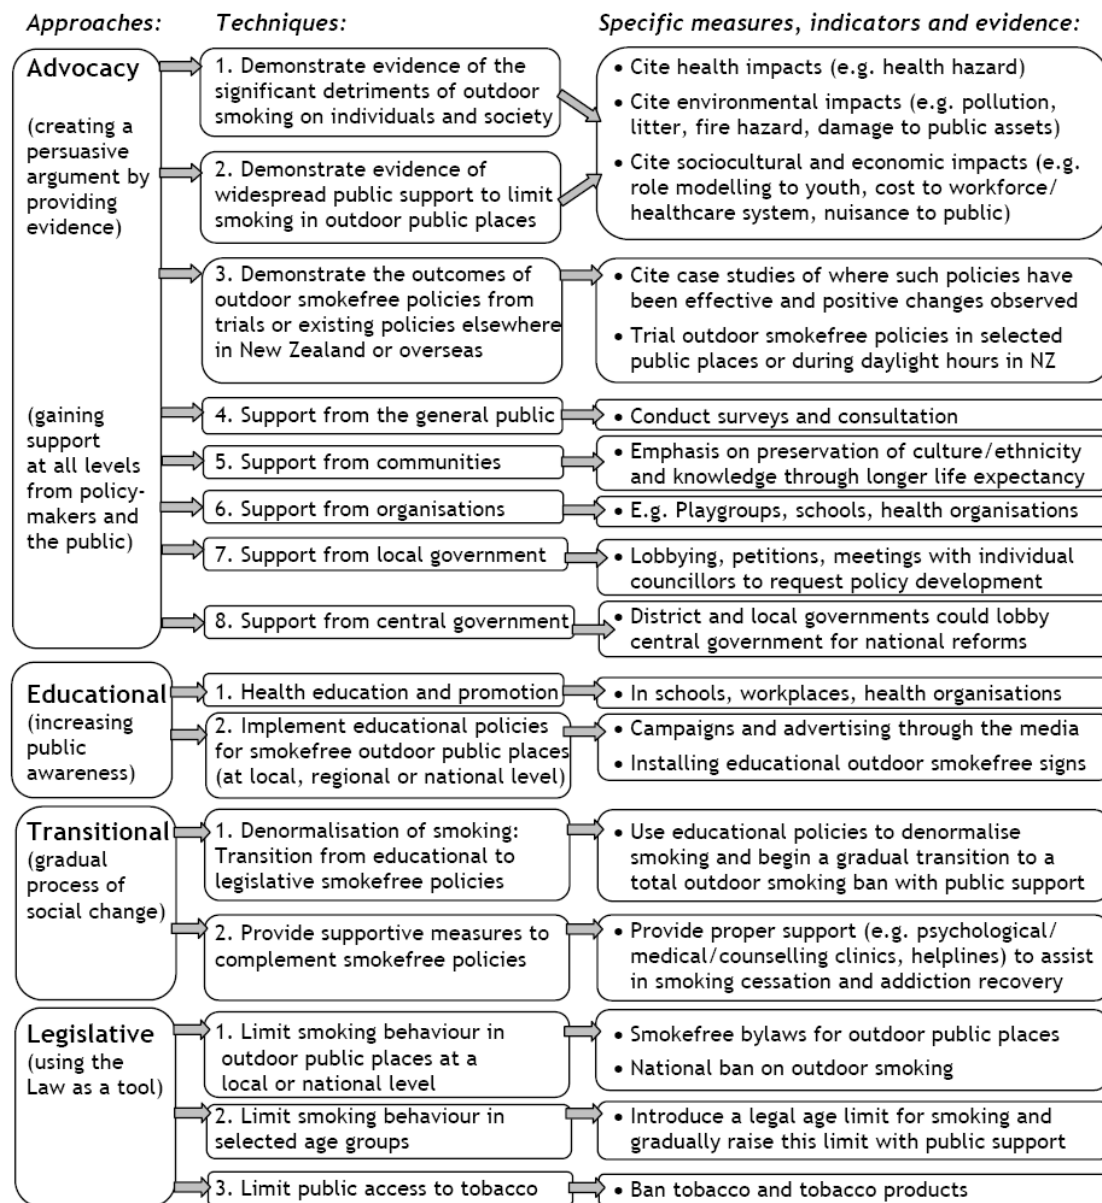 Approaches:
Techniques:
Specific measures, indicators and evidence:
Advocacy
(creating a
persuasive
argument by
providing
evidence)
1. Demonstrate evidence of the
significant detriments of outdoor
smoking on individuals and society
2. Demonstrate evidence of
widespread public support to limit
smoking in outdoor public places
• Cite health impacts (e.g. health hazard)
• Cite environmental impacts (e.g. pollution,
litter, fire hazard, damage to public assets)
• Cite sociocultural and economic impacts (e.g.
role modelling to youth, cost to workforce/
healthcare system, nuisance to public)
3. Demonstrate the outcomes of
outdoor smokefree policies from
trials or existing policies elsewhere
in New Zealand or overseas
• Cite case studies of where such policies have
been effective and positive changes observed
• Trial outdoor smokefree policies in selected
public places or during daylight hours in NZ
(gaining
support
at all levels
from policy-
makers and
the public)
4. Support from the general public
• Conduct surveys and consultation
5. Support from communities
• Emphasis on preservation of culture/ethnicity
and knowledge through longer life expectancy
6. Support from organisations
• E.g. Playgroups, schools, health organisations
7. Support from local government
• Lobbying, petitions, meetings with individual
councillors to request policy development
8. Support from central government
• District and local governments could lobby
central government for national reforms
Educational
(increasing
public
awareness)
1. Health education and promotion
• In schools, workplaces, health organisations
2. Implement educational policies
for smokefree outdoor public places
(at local, regional or national level)
• Campaigns and advertising through the media
• Installing educational outdoor smokefree signs
Transitional
(gradual
process of
social change)
1. Denormalisation of smoking:
Transition from educational to
legislative smokefree policies
• Use educational policies to denormalise
smoking and begin a gradual transition to a
total outdoor smoking ban with public support
2. Provide supportive measures to
complement smokefree policies
• Provide proper support (e.g. psychological/
medical/counselling clinics, helplines) to assist
in smoking cessation and addiction recovery
Legislative
(using the
Law as a tool)
1. Limit smoking behaviour in
outdoor public places at a
local or national level
• Smokefree bylaws for outdoor public places
• National ban on outdoor smoking
2. Limit smoking behaviour in
selected age groups
• Introduce a legal age limit for smoking and
gradually raise this limit with public support
3. Limit public access to tobacco
• Ban tobacco and tobacco products